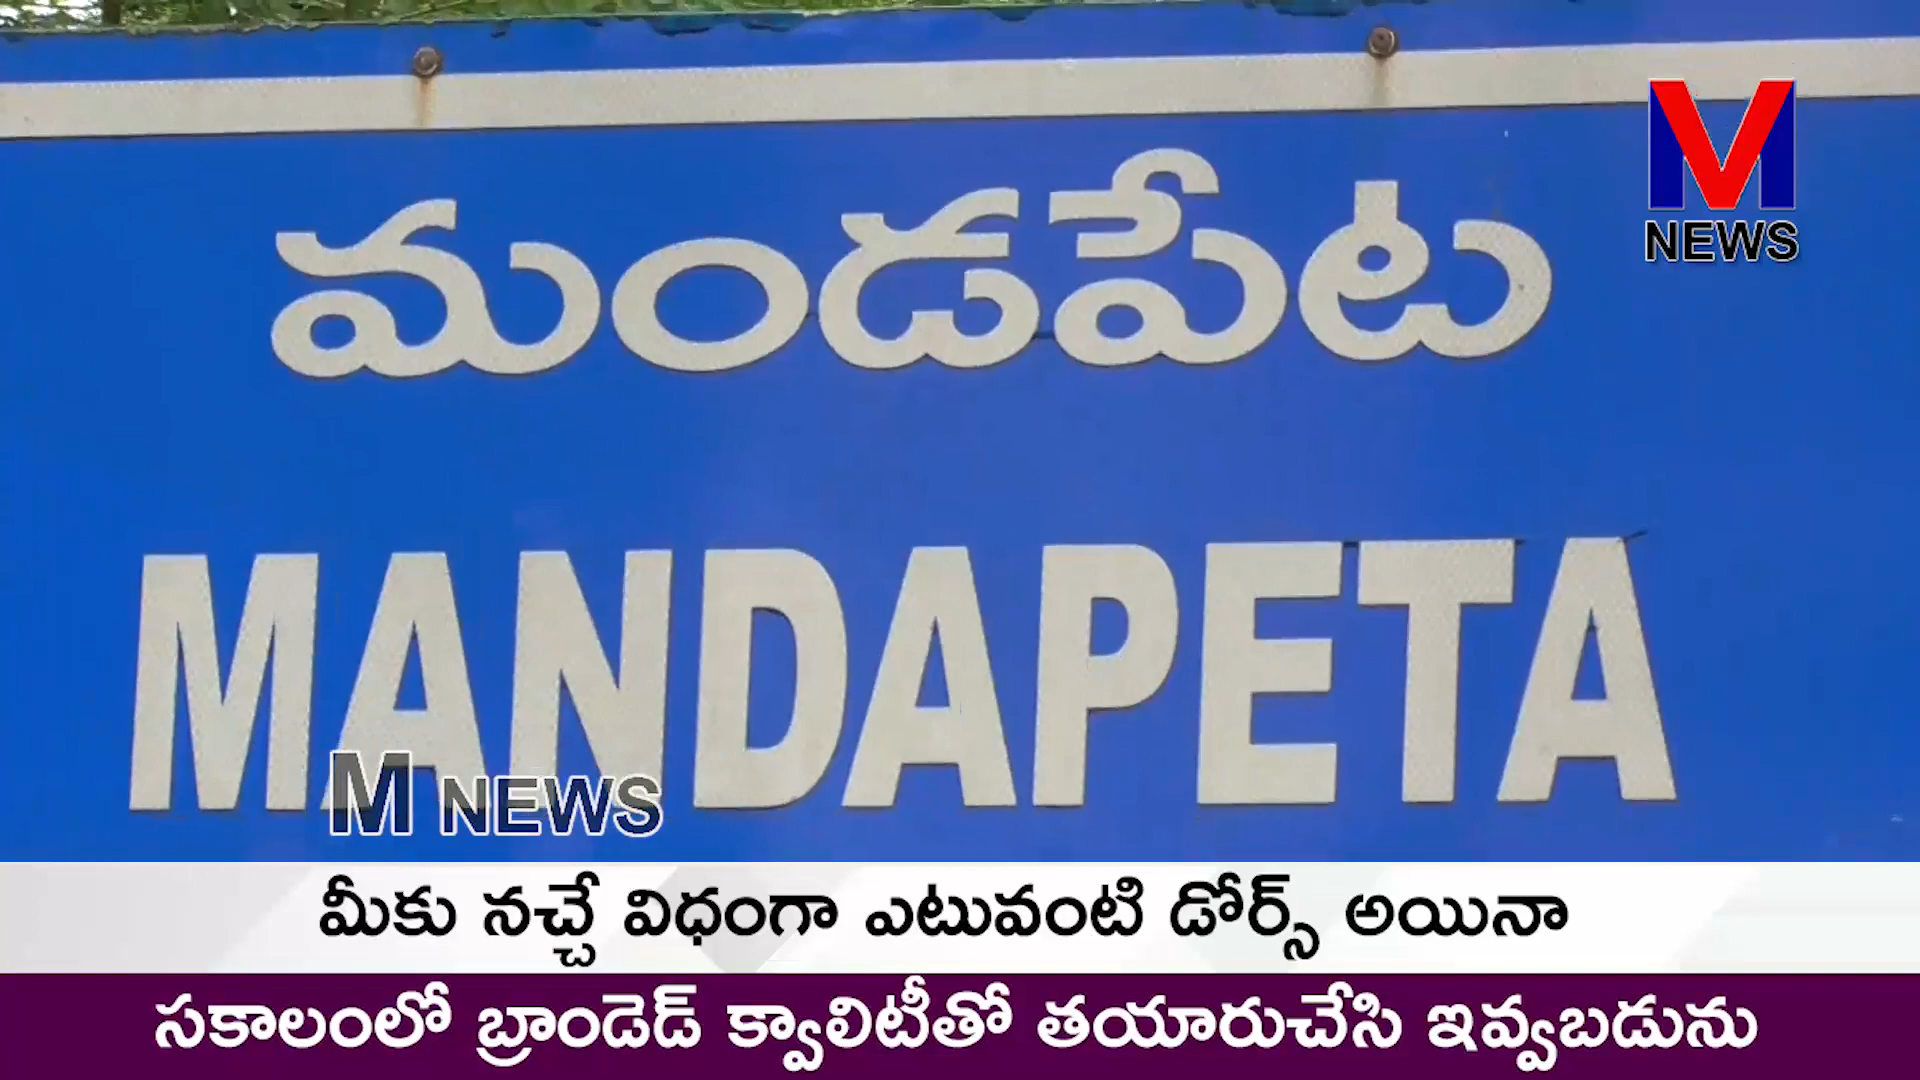 మండపేట
M
NEWS
MANDAPETA
M NEWS
మీకు నచ్చే విధంగా ఎటువంటి డోర్స్ అయినా
సకాలంలో బ్రాండెడ్ క్వాలిటీతో తయారుచేసి ఇవ్వబడును